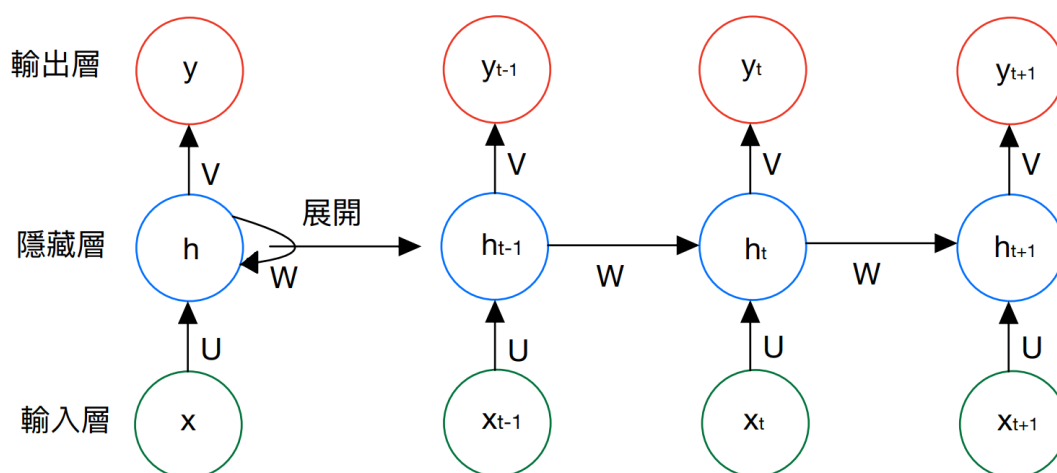 輸出層 y yt-1 yt yt+1
V V V V
展開
隱藏層 h ht-1 ht ht+1
W W W
U U U U
輸入層 x xt-1 xt xt+1